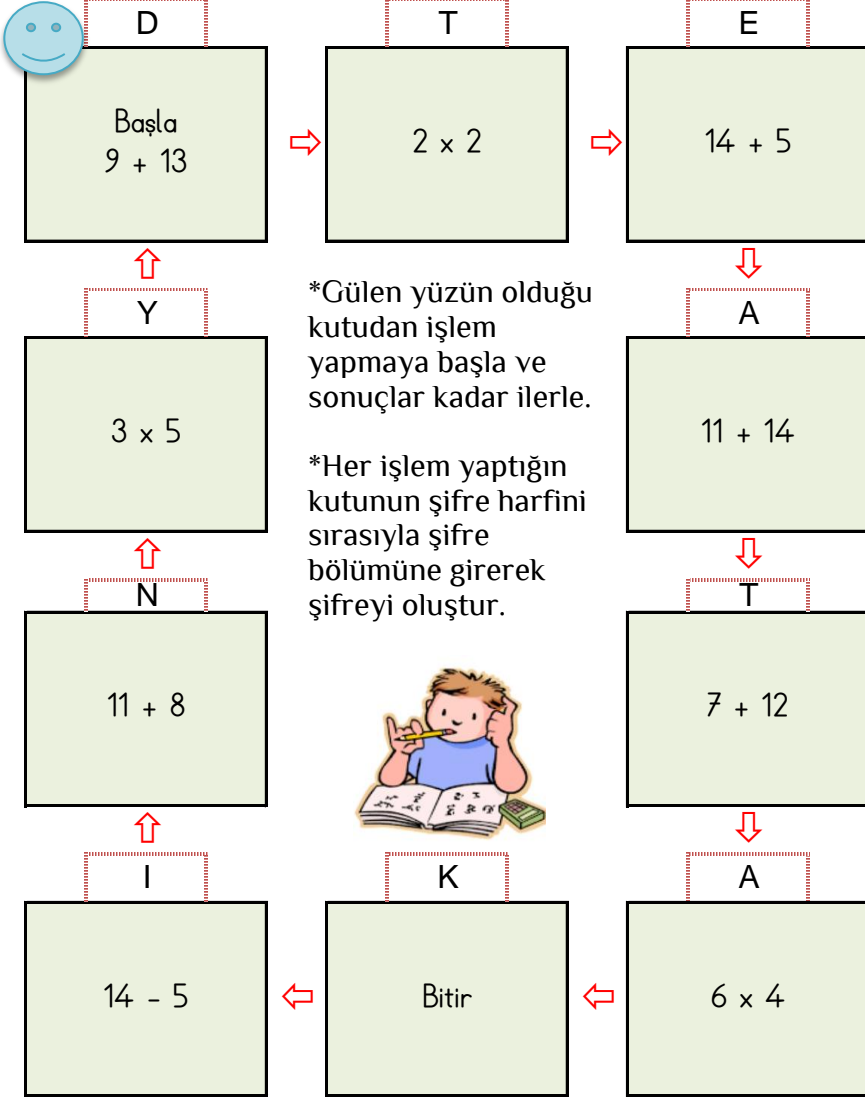 D
T
E
Başla
9 + 13
2 x 2
14 + 5
Y
A
3 x 5
11 + 14
*Gülen yüzün olduğu
kutudan işlem
yapmaya başla ve
sonuçlar kadar ilerle.
*Her işlem yaptığın
kutunun şifre harfini
sırasıyla şifre
bölümüne girerek
şifreyi oluştur.
N
T
11 + 8
7 + 12
I
K
A
14 - 5
Bitir
6 x 4